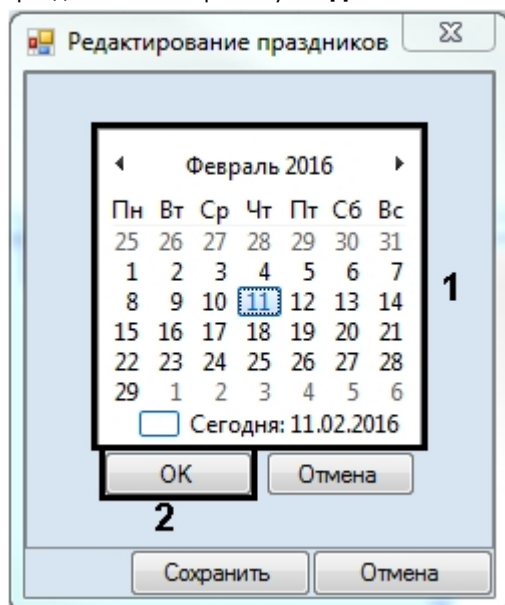 Редактирование праздников
Февраль 2016
Пн Вт Ср Чт Пт Сб Вс
25 26 27 28 29 30 31
1 2 3 4 5 6 7
1
8 9 10 11 12 13 14
15 16 17 18 19 20 21
22 23 24 25 26 27 28
29 1 2 3 4 5 6
Сегодня: 11.02.2016
OK Отмена
2
Сохранить Отмена